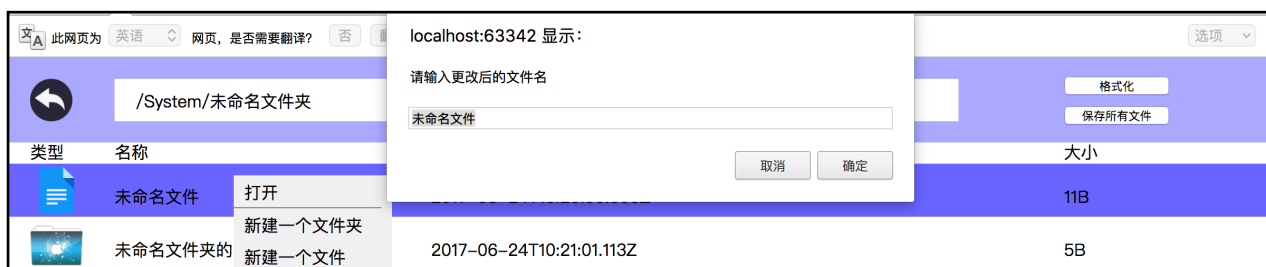 此网页为 英语 网页，是否需要翻译？ 否 选项
localhost:63342 显示：
请输入更改后的文件名
未命名文件
取消 确定
/System/未命名文件夹
格式化
保存所有文件
类型 名称 大小
未命名文件 11B
打开
新建一个文件夹
新建一个文件
未命名文件夹的 2017-06-24T10:21:01.113Z 5B